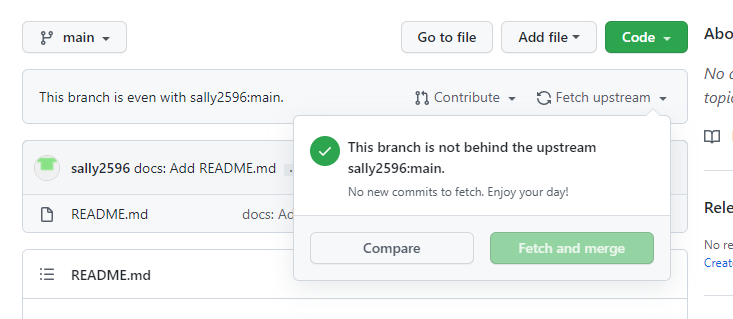 main
Go to file
Add file
Code
This branch is even with sally2596:main.
Contribute
Fetch upstream
This branch is not behind the upstream
sally2596:main.
No new commits to fetch. Enjoy your day!
Compare
Fetch and merge
sally2596 docs: Add README.md ...
README.md
docs: Ad
README.md
Abo
No
topi
Rele
No re
Create